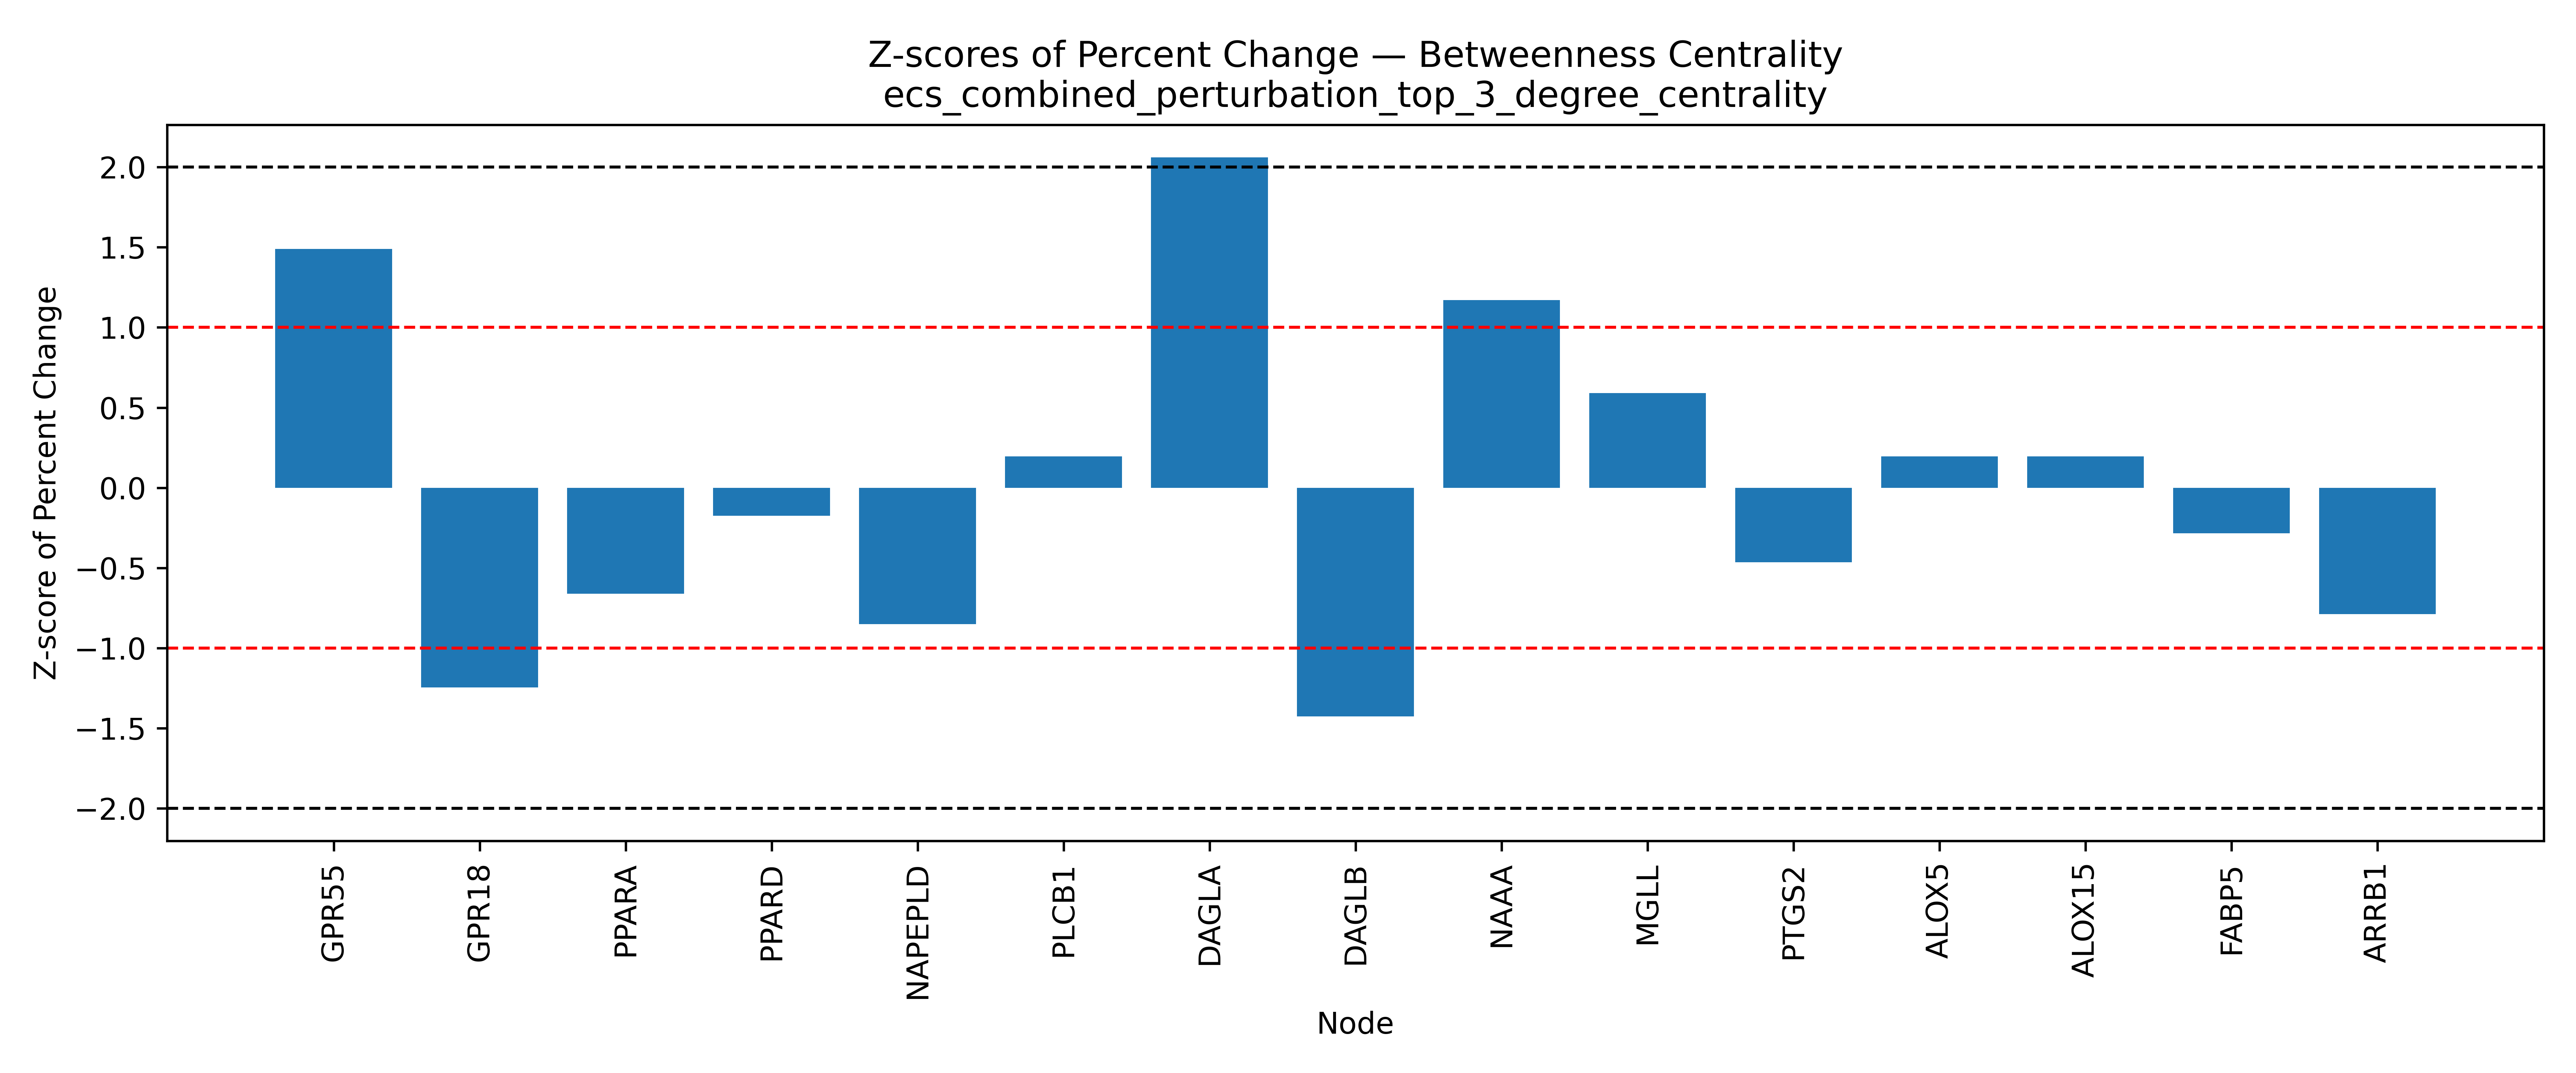 Z-scores of Percent Change — Betweenness Centrality
ecs_combined_perturbation_top_3_degree_centrality
Z-score of Percent Change
2.0
1.5
1.0
0.5
0.0
−0.5
−1.0
−1.5
−2.0
GPR55
GPR18
PPARA
PPARD
NAPEPLD
PLCB1
DAGLA
DAGLB
NAAA
MGLL
PTGS2
ALOX5
ALOX15
FABP5
ARRB1
Node